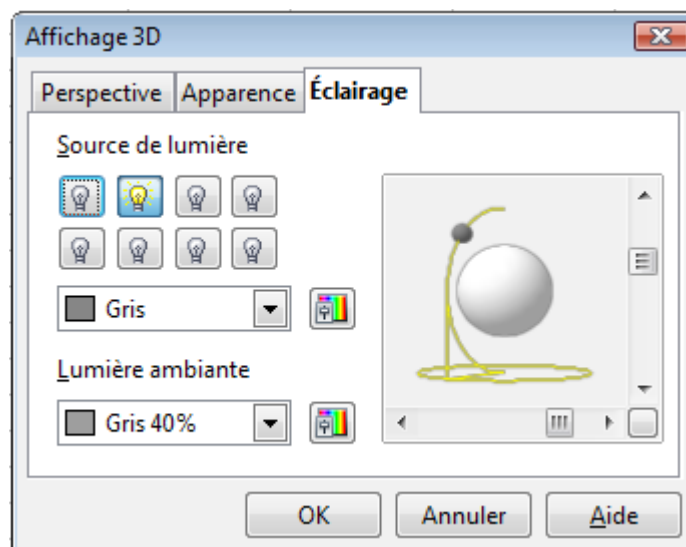 Affichage 3D
Perspective Apparence Éclairage
Source de lumière
Gris
Lumière ambiante
Gris 40%
OK Annuler Aide